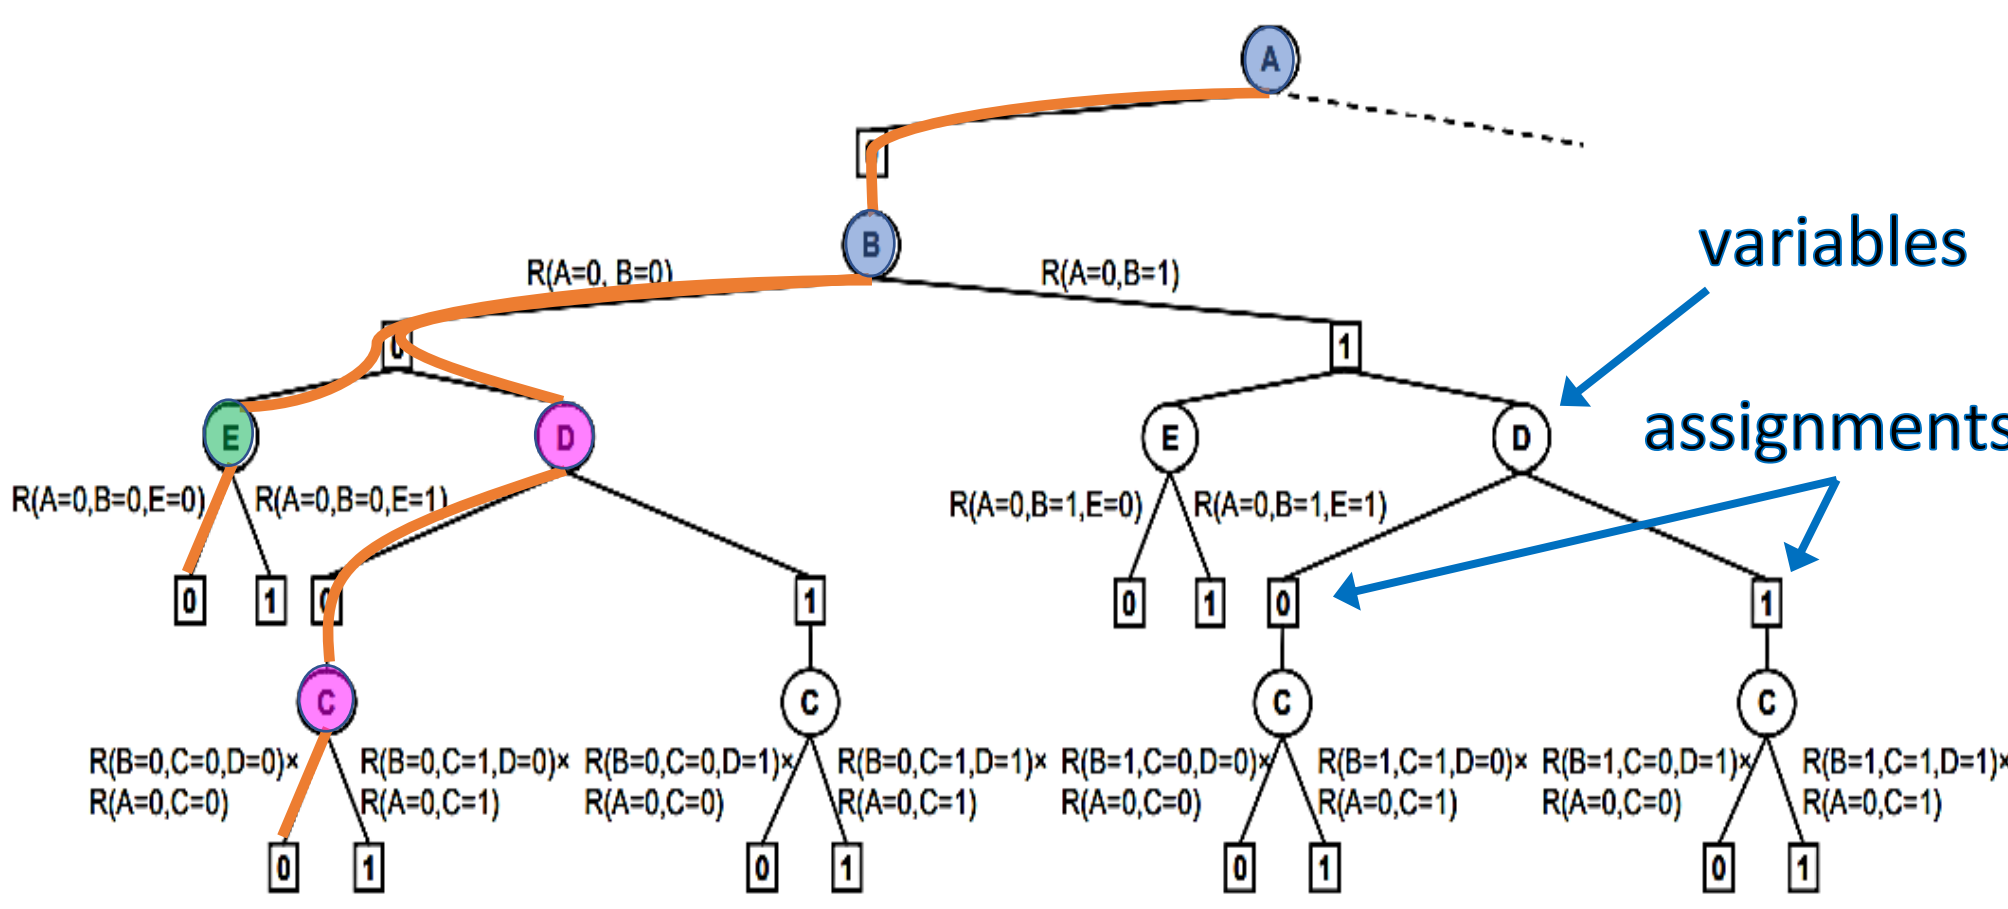 A
B
variables
R(A=0, B=0)
R(A=0,B=1)
0
1
E
D
E
D
assignments
R(A=0,B=0,E=0)
R(A=0,B=0,E=1)
R(A=0,B=1,E=0)
R(A=0,B=1,E=1)
0
1
0
1
0
1
0
1
C
C
C
C
R(B=0,C=0,D=0)×
R(A=0,C=0)
R(B=0,C=1,D=0)×
R(A=0,C=1)
R(B=0,C=0,D=1)×
R(A=0,C=0)
R(B=0,C=1,D=1)×
R(A=0,C=1)
R(B=1,C=0,D=0)×
R(A=0,C=0)
R(B=1,C=1,D=0)×
R(A=0,C=1)
R(B=1,C=0,D=1)×
R(A=0,C=0)
R(B=1,C=1,D=1)×
R(A=0,C=1)
0
1
0
1
0
1
0
1